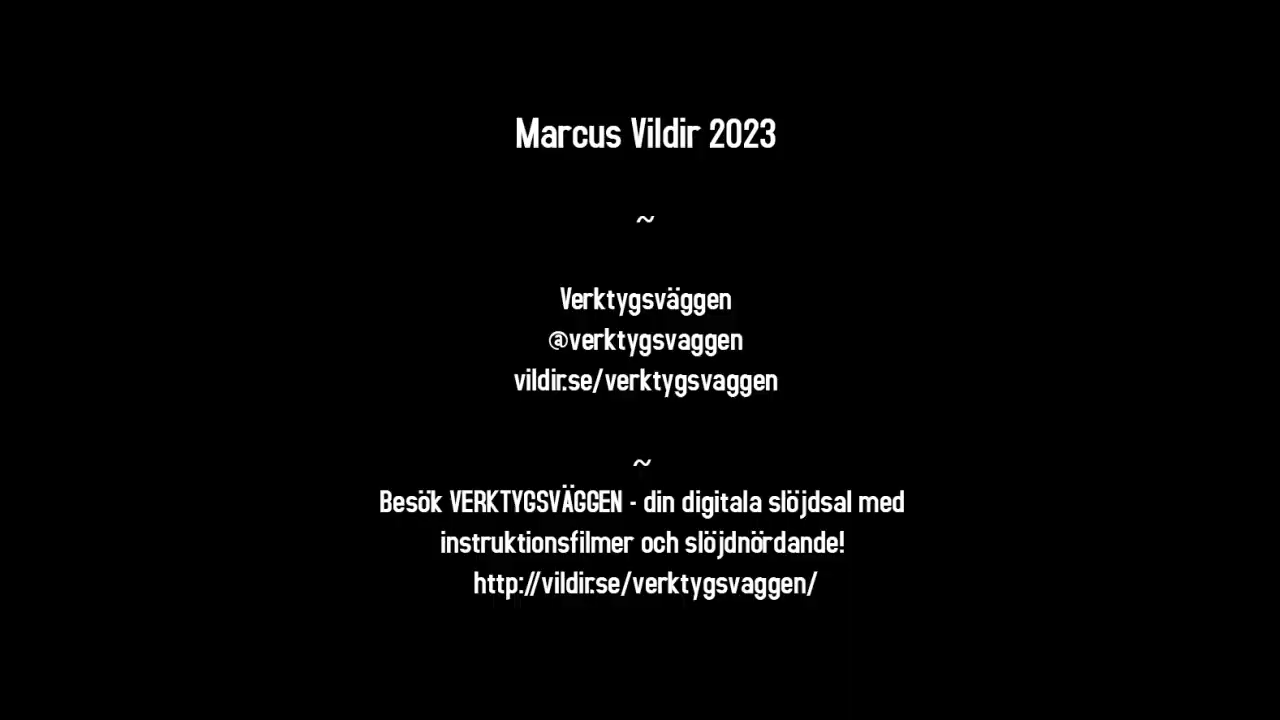 Marcus Vildir 2023
~
Verktygsväggen
@verktygsvaggen
vildir.se/verktygsvaggen
~
Besök VERKTYGSVÄGGEN - din digitala slöjdsal med
instruktionsfilmer och slöjdnördande!
http://vildir.se/verktygsvaggen/